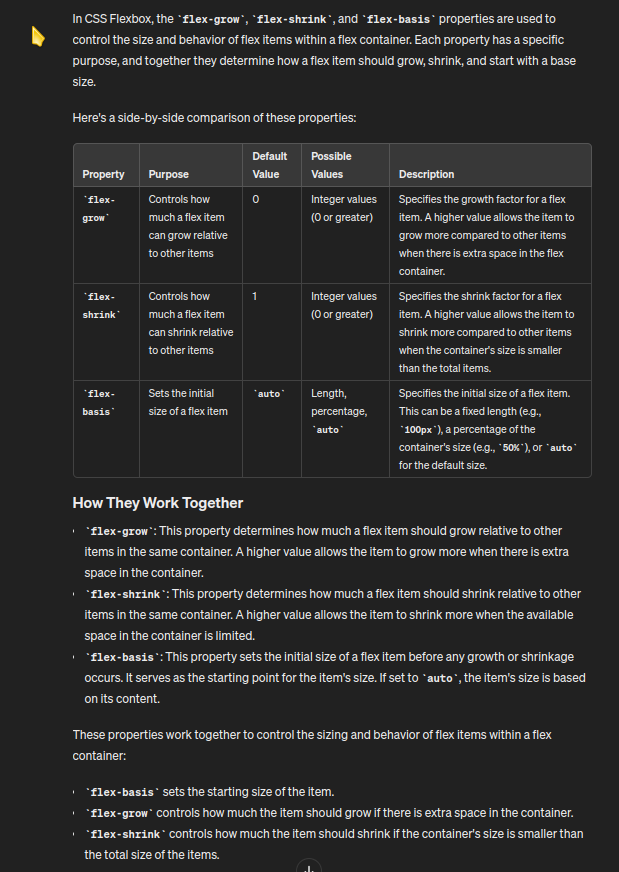 In CSS Flexbox, the `flex-grow`, `flex-shrink`, and `flex-basis` properties are used to
control the size and behavior of flex items within a flex container. Each property has a specific
purpose, and together they determine how a flex item should grow, shrink, and start with a base
size.
Here's a side-by-side comparison of these properties:
Property
Purpose
Default
Value
Possible
Values
Description
`flex-
grow`
Controls how
much a flex item
can grow relative
to other items
0
Integer values
(0 or greater)
Specifies the growth factor for a flex
item. A higher value allows the item to
grow more compared to other items
when there is extra space in the flex
container.
`flex-
shrink`
Controls how
much a flex item
can shrink relative
to other items
1
Integer values
(0 or greater)
Specifies the shrink factor for a flex
item. A higher value allows the item to
shrink more compared to other items
when the container's size is smaller
than the total items.
`flex-
basis`
Sets the initial
size of a flex item
`auto`
Length,
percentage,
`auto`
Specifies the initial size of a flex item.
This can be a fixed length (e.g.,
`100px`), a percentage of the
container's size (e.g., `50%`), or `auto`
for the default size.
How They Work Together
• `flex-grow`: This property determines how much a flex item should grow relative to other
items in the same container. A higher value allows the item to grow more when there is extra
space in the container.
• `flex-shrink`: This property determines how much a flex item should shrink relative to other
items in the same container. A higher value allows the item to shrink more when the available
space in the container is limited.
• `flex-basis`: This property sets the initial size of a flex item before any growth or shrinkage
occurs. It serves as the starting point for the item's size. If set to `auto`, the item's size is based
on its content.
These properties work together to control the sizing and behavior of flex items within a flex
container:
• `flex-basis` sets the starting size of the item.
• `flex-grow` controls how much the item should grow if there is extra space in the container.
• `flex-shrink` controls how much the item should shrink if the container's size is smaller than
the total size of the items.